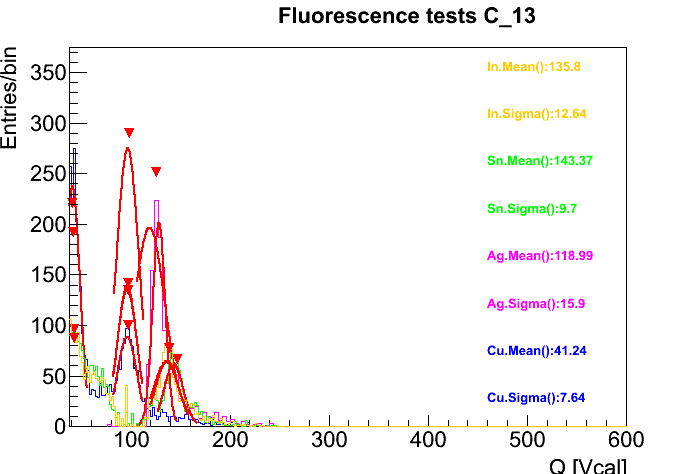 Fluorescence tests C_13
Entries/bin
350
300
250
200
150
100
50
0
In.Mean():135.8
In.Sigma():12.64
Sn.Mean():143.37
Sn.Sigma():9.7
Ag.Mean():118.99
Ag.Sigma():15.9
Cu.Mean():41.24
Cu.Sigma():7.64
100 200 300 400 500 600
Q [Vcal]